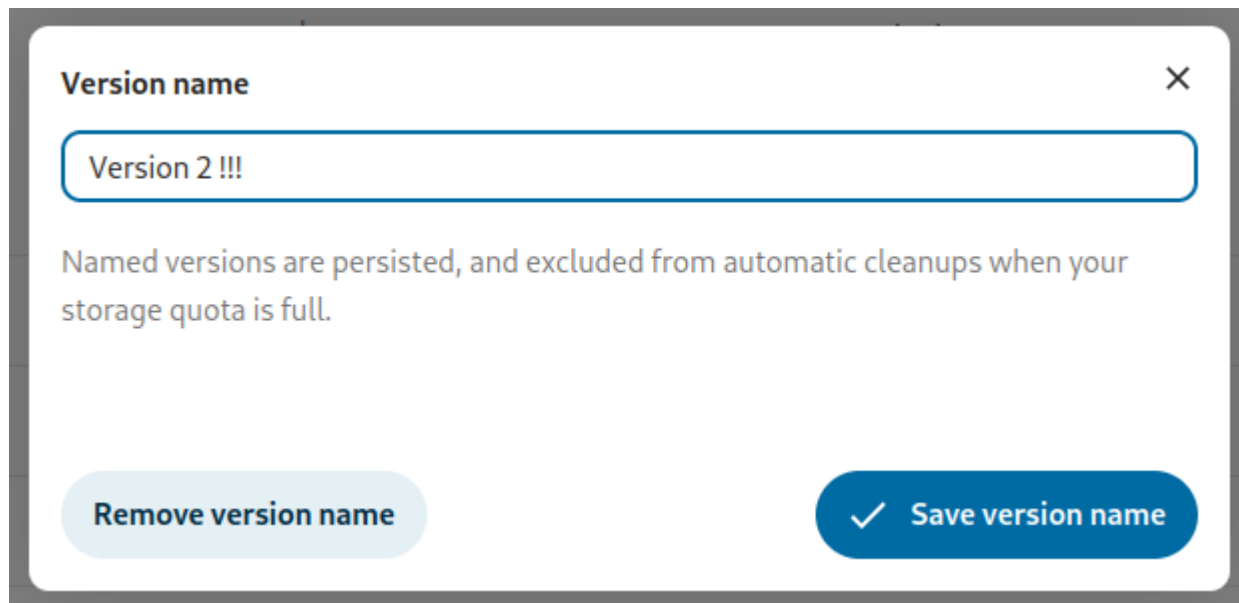 Version name
Version 2 !!!
Named versions are persisted, and excluded from automatic cleanups when your
storage quota is full.
Remove version name
Save version name